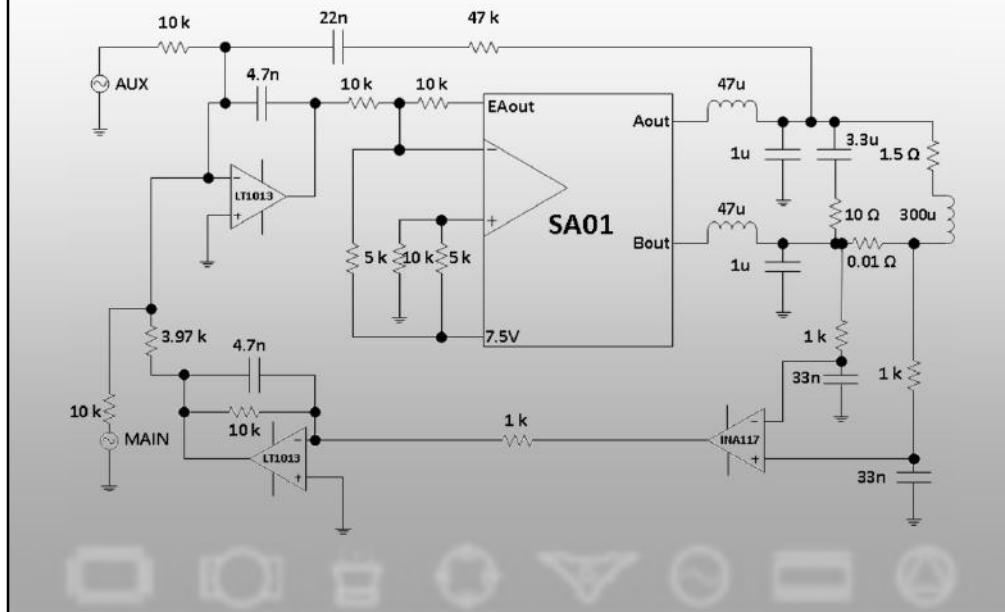 22n
47 k
10 k
AUX
4.7n
10 k
10 k
EAout
Aout
47u
1u
3.3u
1.5 Ω
LT1013
SA01
47u
10 Ω
300u
Bout
0.01 Ω
5 k
10 k
5 k
1u
7.5V
3.97 k
4.7n
1 k
33n
1 k
10 k
MAIN
10 k
LT1013
1 k
INA117
33n